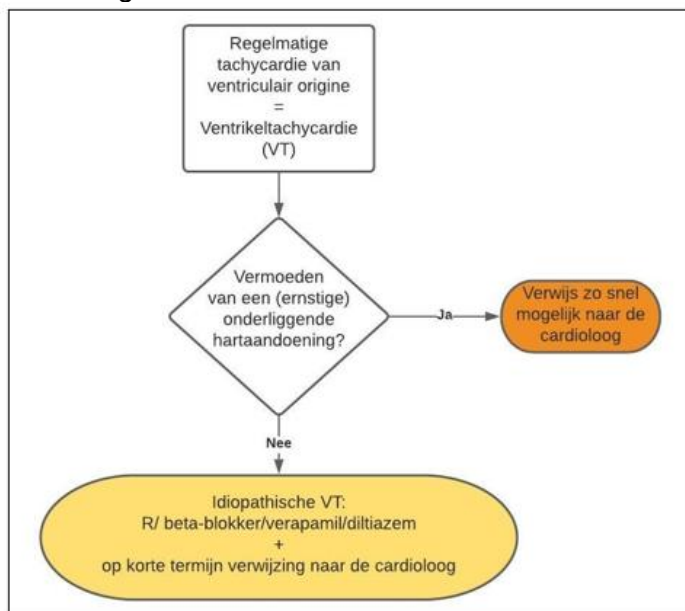 Regelmatige
tachycardie van
ventriculair origine
=
Ventrikeltachycardie
(VT)
Vermoeden
van een (ernstige)
onderliggende
hartaandoening?
Ja
Verwijs zo snel
mogelijk naar de
cardioloog
Nee
Idiopathische VT:
R/ beta-blokker/verapamil/diltiazem
+
op korte termijn verwijzing naar de cardioloog